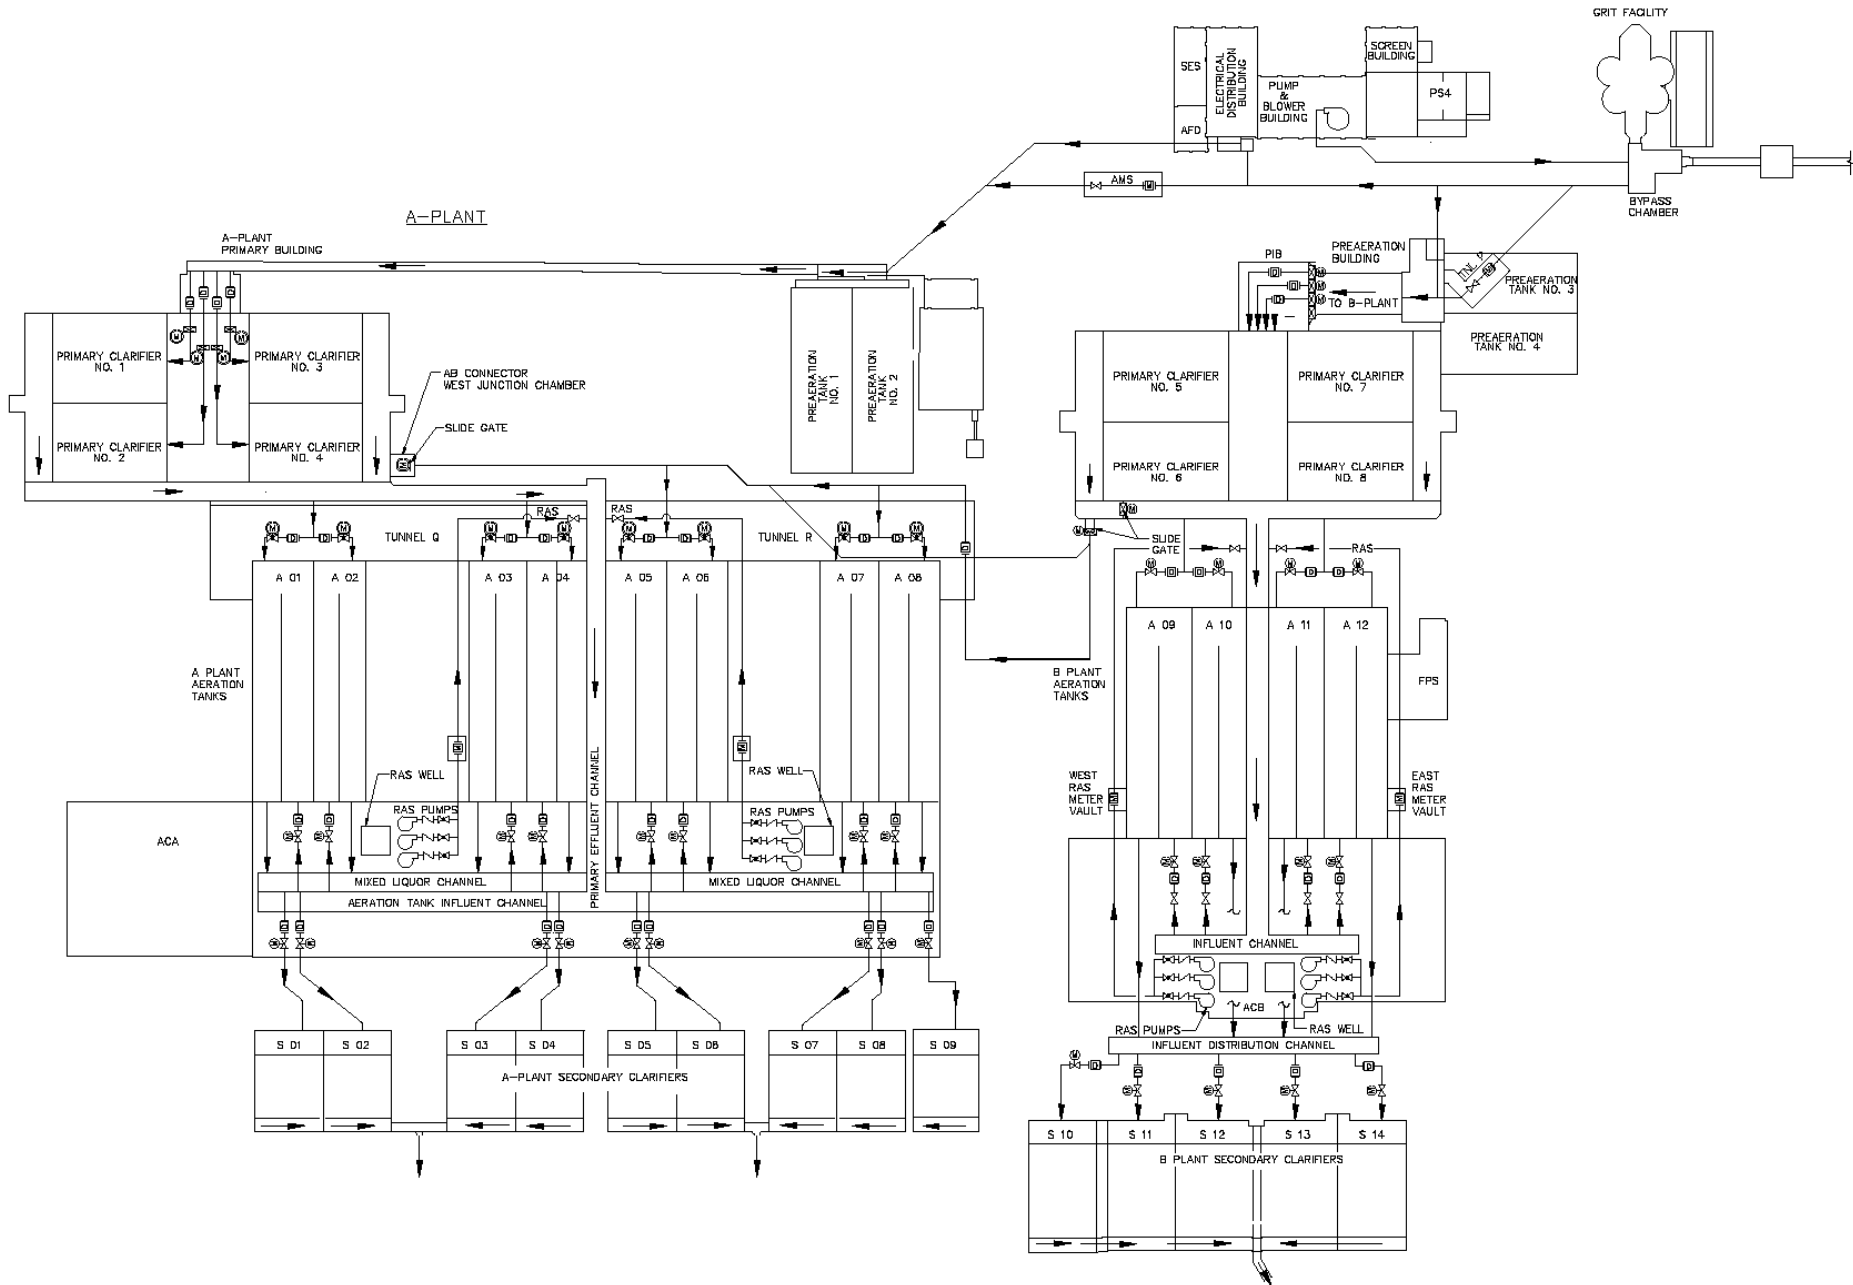 GRIT FACILITY
SES
ELECTRICAL
DISTRIBUTION
BUILDING
SCREEN
BUILDING
PUMP
&
BLOWER
BUILDING
PS4
AFD
AMS
BYPASS
CHAMBER
A-PLANT
A-PLANT
PRIMARY BUILDING
PIB
PREAERATION
BUILDING
PREAERATION
TANK NO. 3
TO B-PLANT
PREAERATION
TANK NO. 4
PRIMARY CLARIFIER
NO. 1
PRIMARY CLARIFIER
NO. 3
AB CONNECTOR
WEST JUNCTION CHAMBER
SLIDE GATE
PREAERATION
TANK
NO. 1
PREAERATION
TANK
NO. 2
PRIMARY CLARIFIER
NO. 5
PRIMARY CLARIFIER
NO. 7
PRIMARY CLARIFIER
NO. 2
PRIMARY CLARIFIER
NO. 4
PRIMARY CLARIFIER
NO. 6
PRIMARY CLARIFIER
NO. 8
RAS
RAS
TUNNEL Q
TUNNEL R
SLIDE
GATE
RAS
A 01
A 02
A 03
A 04
A 05
A 06
A 07
A 08
A 09
A 10
A 11
A 12
A PLANT
AERATION
TANKS
B PLANT
AERATION
TANKS
FPS
PRIMARY EFFLUENT CHANNEL
RAS WELL
RAS WELL
WEST
RAS
METER
VAULT
EAST
RAS
METER
VAULT
RAS PUMPS
RAS PUMPS
ACA
MIXED LIQUOR CHANNEL
MIXED LIQUOR CHANNEL
AERATION TANK INFLUENT CHANNEL
INFLUENT CHANNEL
ACB
RAS PUMPS
RAS WELL
INFLUENT DISTRIBUTION CHANNEL
S 01
S 02
S 03
S 04
S 05
S 06
S 07
S 08
S 09
A-PLANT SECONDARY CLARIFIERS
S 10
S 11
S 12
S 13
S 14
B PLANT SECONDARY CLARIFIERS